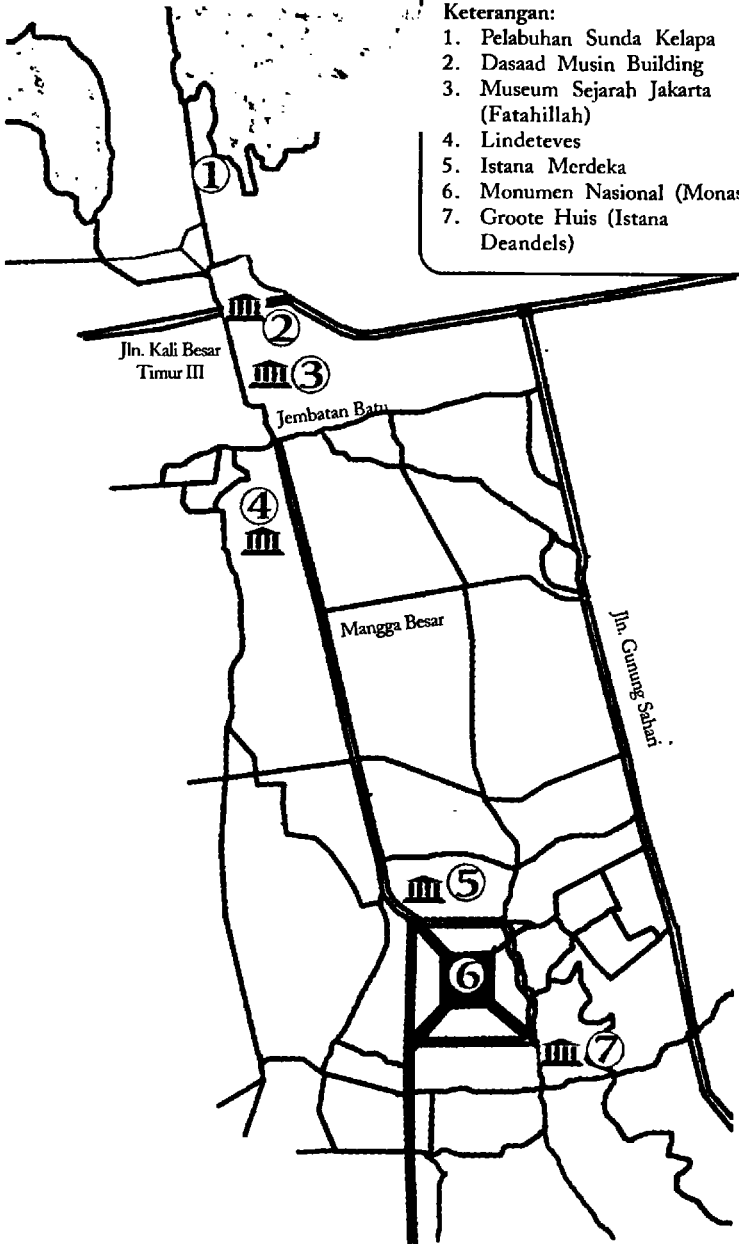 Keterangan:
1. Pelabuhan Sunda Kelapa
2. Dasaad Musin Building
3. Museum Sejarah Jakarta
(Fatahillah)
4. Lindeteves
5. Istana Merdeka
6. Monumen Nasional (Monas
7. Groote Huis (Istana
Deandels)
1
2
Jln. Kali Besar
Timur III
3
Jembatan Batu
4
Mangga Besar
Jln. Gunung Sahari
5
6
7